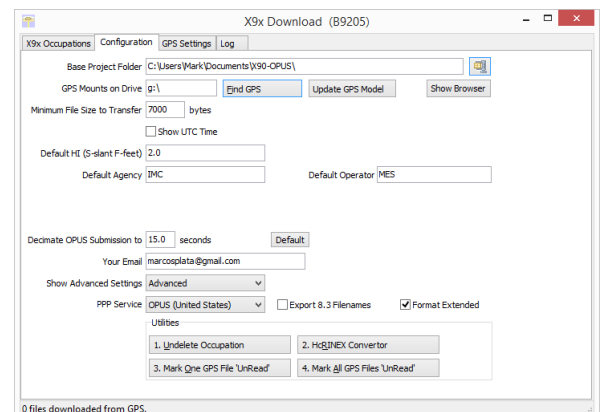 X9x Download (B9205)
X9x Occupations Configuration GPS Settings Log
Base Project Folder C:\Users\Mark\Documents\X90-OPUS\
GPS Mounts on Drive g:\ Find GPS Update GPS Model Show Browser
Minimum File Size to Transfer 7000 bytes
Show UTC Time
Default HI (S-slant F-feet) 2.0
Default Agency IMC Default Operator MES
Decimate OPUS Submission to 15.0 seconds Default
Your Email marcosplata@gmail.com
Show Advanced Settings Advanced
PPP Service OPUS (United States) Export 8.3 Filenames Format Extended
Utilities
1. Undelete Occupation 2. HcRINEX Convertor
3. Mark One GPS File 'UnRead' 4. Mark All GPS Files 'UnRead'
0 files downloaded from GPS.